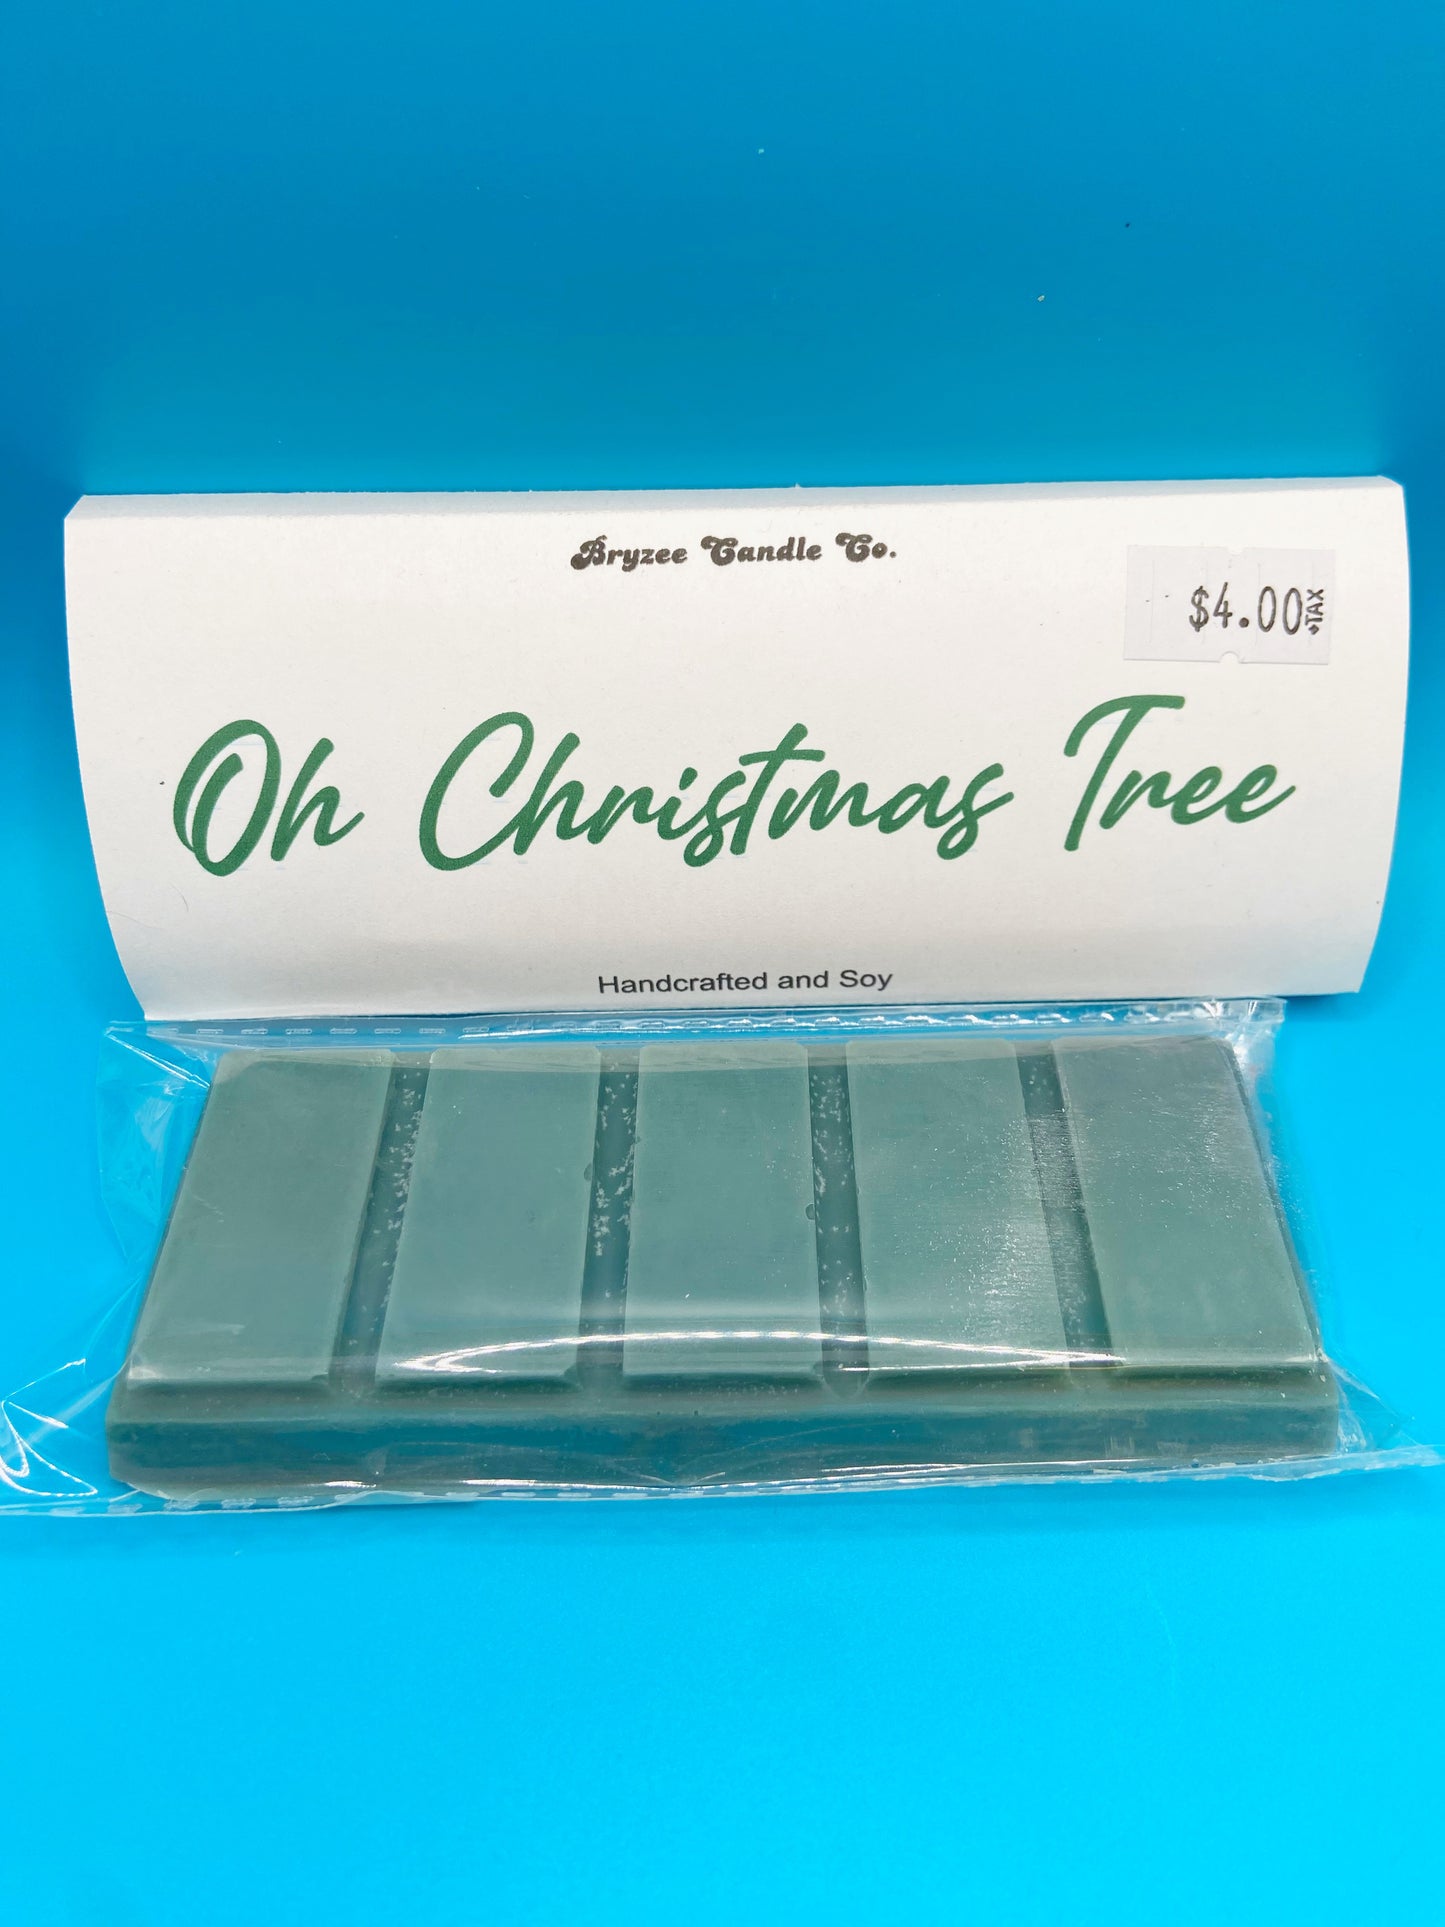 Bryzee Candle Co.
$4.00 +TAX
Oh Christmas Tree
Handcrafted and Soy